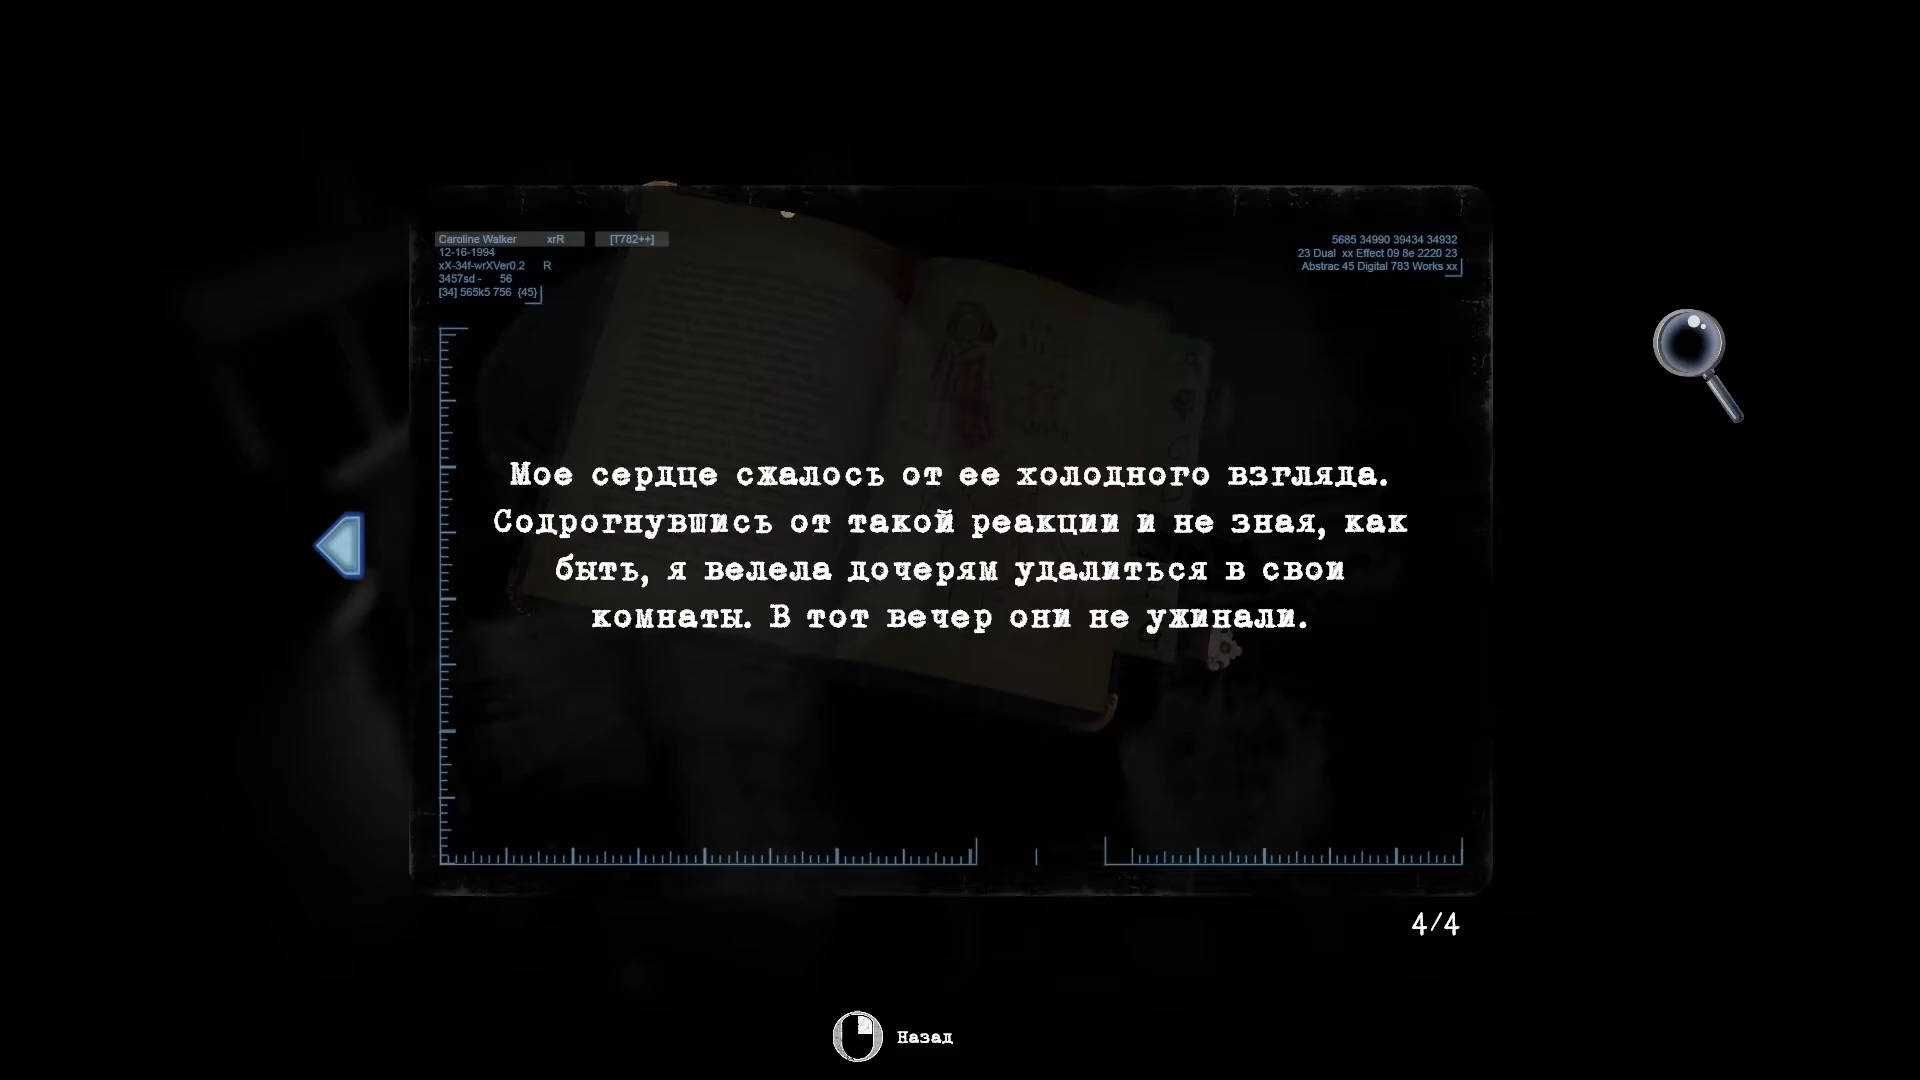 Caroline Walker xrR [T782++]
12-16-1994
xX-34f-wrXVer0.2 R
3457sd - 56
[34] 565k5 756 {45}
5685 34990 39434 34932
23 Dual xx Effect 09 8e 2220 23
Abstrac 45 Digital 783 Works xx
Мое сердце сжалось от ее холодного взгляда.
Содрогнувшись от такой реакции и не зная, как
быть, я велела дочерям удалиться в свои
комнаты. В тот вечер они не ужинали.
4/4
Назад